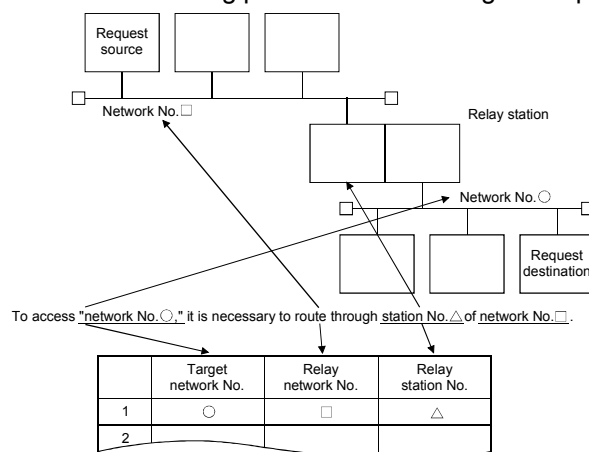 Request
source
Network No.□
Relay station
Network No.○
Request
destination
To access "network No.○," it is necessary to route through station No.△of network No.□.
Target
network No.
Relay
network No.
Relay
station No.
1 ○ □ △
2